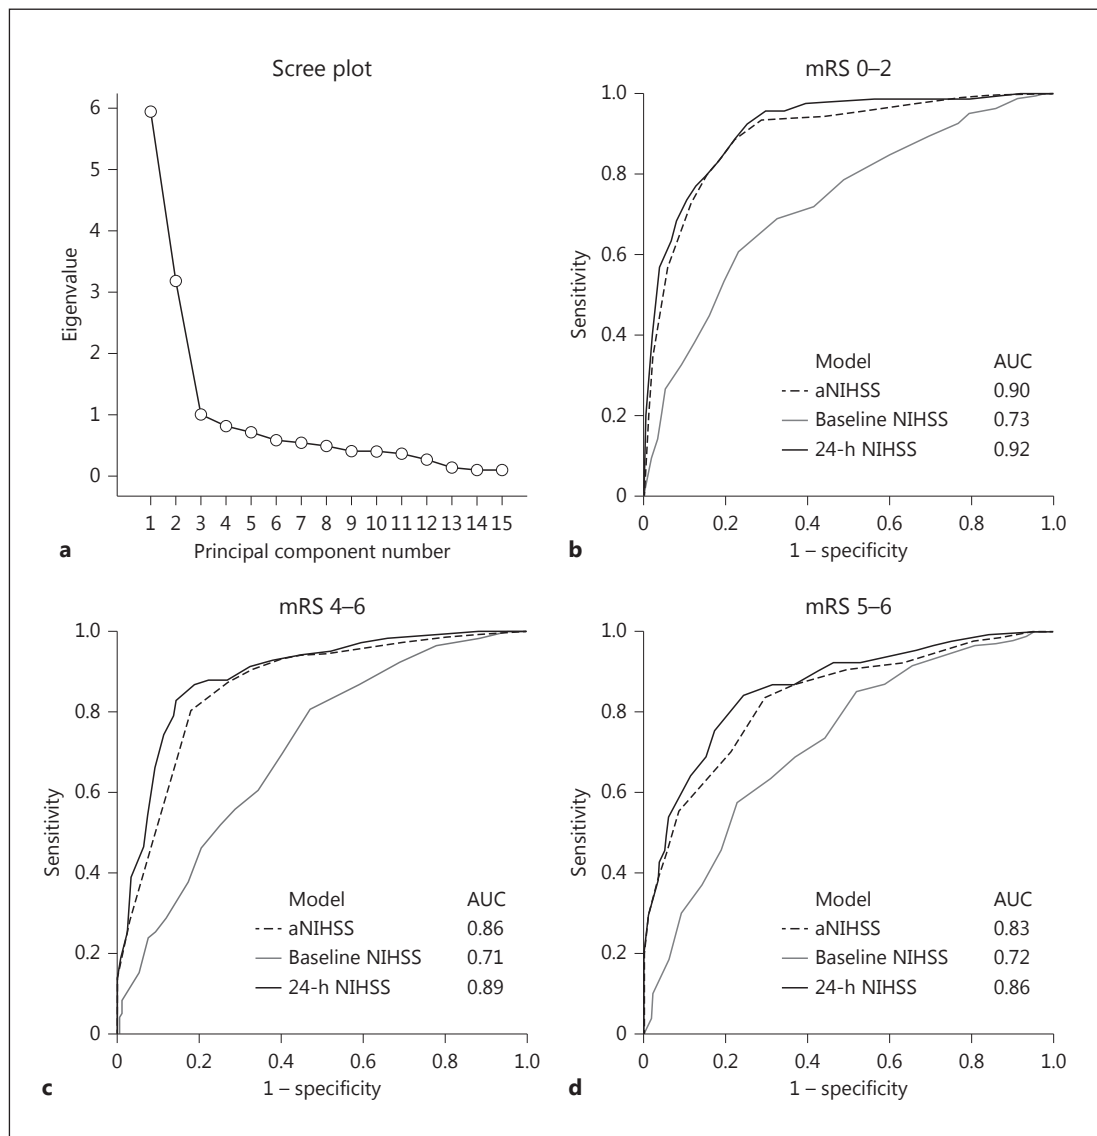 Scree plot
6
5
4
3
2
1
0
Eigenvalue
1 2 3 4 5 6 7 8 9 10 11 12 13 14 15
Principal component number
a
mRS 0–2
1.0
0.8
0.6
0.4
0.2
0
Sensitivity
Model AUC
aNIHSS 0.90
Baseline NIHSS 0.73
24-h NIHSS 0.92
0 0.2 0.4 0.6 0.8 1.0
1 – specificity
b
mRS 4–6
1.0
0.8
0.6
0.4
0.2
0
Sensitivity
Model AUC
aNIHSS 0.86
Baseline NIHSS 0.71
24-h NIHSS 0.89
0 0.2 0.4 0.6 0.8 1.0
1 – specificity
c
mRS 5–6
1.0
0.8
0.6
0.4
0.2
0
Sensitivity
Model AUC
aNIHSS 0.83
Baseline NIHSS 0.72
24-h NIHSS 0.86
0 0.2 0.4 0.6 0.8 1.0
1 – specificity
d